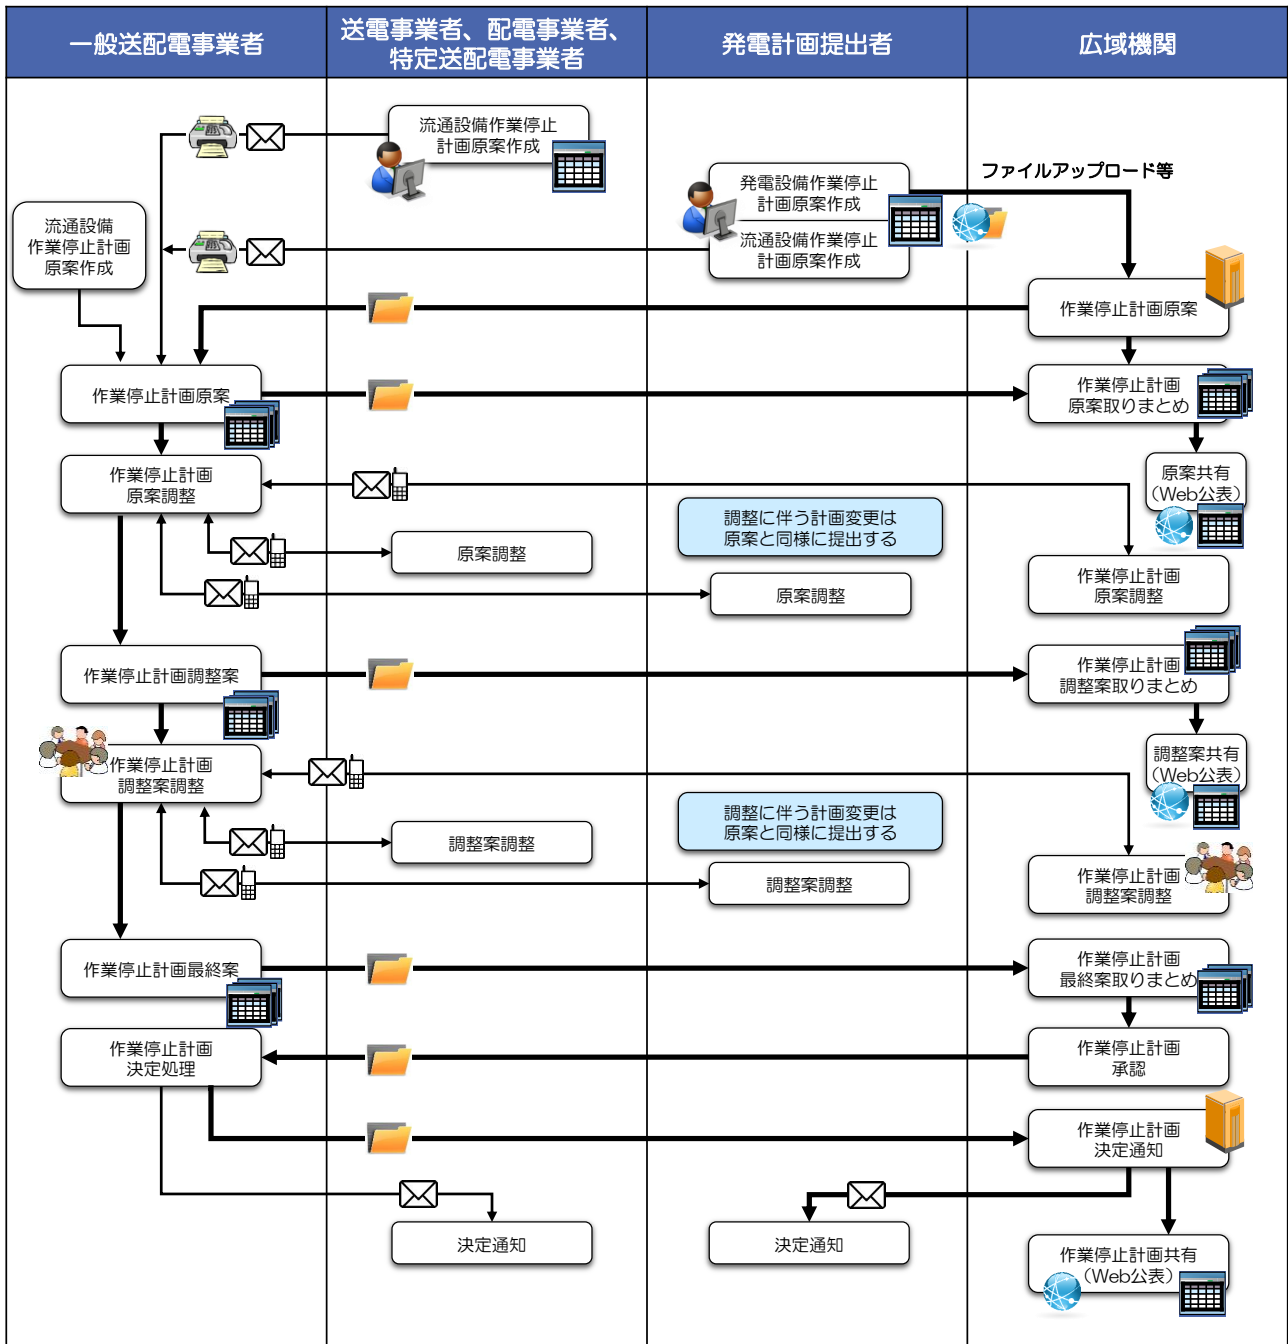 一般送配電事業者
送電事業者、配電事業者、
特定送配電事業者
発電計画提出者
広域機関
流通設備作業停止
計画原案作成
発電設備作業停止
計画原案作成
流通設備作業停止
計画原案作成
ファイルアップロード等
流通設備
作業停止計画
原案作成
作業停止計画原案
作業停止計画原案
作業停止計画
原案取りまとめ
作業停止計画
原案調整
原案共有
（Web公表）
調整に伴う計画変更は
原案と同様に提出する
原案調整
原案調整
作業停止計画
原案調整
作業停止計画調整案
作業停止計画
調整案取りまとめ
作業停止計画
調整案調整
調整案共有
（Web公表）
調整に伴う計画変更は
原案と同様に提出する
調整案調整
調整案調整
作業停止計画
調整案調整
作業停止計画最終案
作業停止計画
最終案取りまとめ
作業停止計画
決定処理
作業停止計画
承認
作業停止計画
決定通知
決定通知
決定通知
作業停止計画共有
（Web公表）